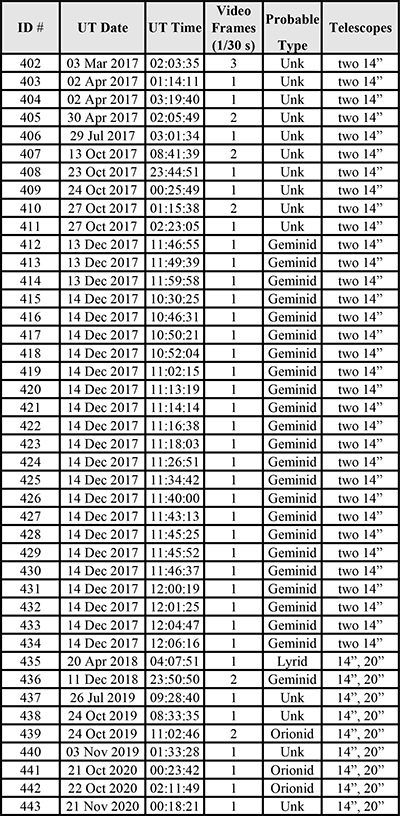 ID # UT Date UT Time Video Frames (1/30 s) Probable Type Telescopes
402 03 Mar 2017 02:03:35 3 Unk two 14”
403 02 Apr 2017 01:14:11 1 Unk two 14”
404 02 Apr 2017 03:19:40 1 Unk two 14”
405 30 Apr 2017 02:05:49 2 Unk two 14”
406 29 Jul 2017 03:01:34 1 Unk two 14”
407 13 Oct 2017 08:41:39 2 Unk two 14”
408 23 Oct 2017 23:44:51 1 Unk two 14”
409 24 Oct 2017 00:25:49 1 Unk two 14”
410 27 Oct 2017 01:15:38 2 Unk two 14”
411 27 Oct 2017 02:23:05 1 Unk two 14”
412 13 Dec 2017 11:46:55 1 Geminid two 14”
413 13 Dec 2017 11:49:39 1 Geminid two 14”
414 13 Dec 2017 11:59:58 1 Geminid two 14”
415 14 Dec 2017 10:30:25 1 Geminid two 14”
416 14 Dec 2017 10:46:31 1 Geminid two 14”
417 14 Dec 2017 10:50:21 1 Geminid two 14”
418 14 Dec 2017 10:52:04 1 Geminid two 14”
419 14 Dec 2017 11:02:15 1 Geminid two 14”
420 14 Dec 2017 11:13:19 1 Geminid two 14”
421 14 Dec 2017 11:14:14 1 Geminid two 14”
422 14 Dec 2017 11:16:38 1 Geminid two 14”
423 14 Dec 2017 11:18:03 1 Geminid two 14”
424 14 Dec 2017 11:26:51 1 Geminid two 14”
425 14 Dec 2017 11:34:42 1 Geminid two 14”
426 14 Dec 2017 11:40:00 1 Geminid two 14”
427 14 Dec 2017 11:43:13 1 Geminid two 14”
428 14 Dec 2017 11:45:25 1 Geminid two 14”
429 14 Dec 2017 11:45:52 1 Geminid two 14”
430 14 Dec 2017 11:46:37 1 Geminid two 14”
431 14 Dec 2017 12:00:19 1 Geminid two 14”
432 14 Dec 2017 12:01:25 1 Geminid two 14”
433 14 Dec 2017 12:04:47 1 Geminid two 14”
434 14 Dec 2017 12:06:16 1 Geminid two 14”
435 20 Apr 2018 04:07:51 1 Lyrid 14”, 20”
436 11 Dec 2018 23:50:50 2 Geminid 14”, 20”
437 26 Jul 2019 09:28:40 1 Unk 14”, 20”
438 24 Oct 2019 08:33:35 1 Unk 14”, 20”
439 24 Oct 2019 11:02:46 2 Orionid 14”, 20”
440 03 Nov 2019 01:33:28 1 Unk 14”, 20”
441 21 Oct 2020 00:23:42 1 Orionid 14”, 20”
442 22 Oct 2020 02:11:49 1 Orionid 14”, 20”
443 21 Nov 2020 00:18:21 1 Unk 14”, 20”